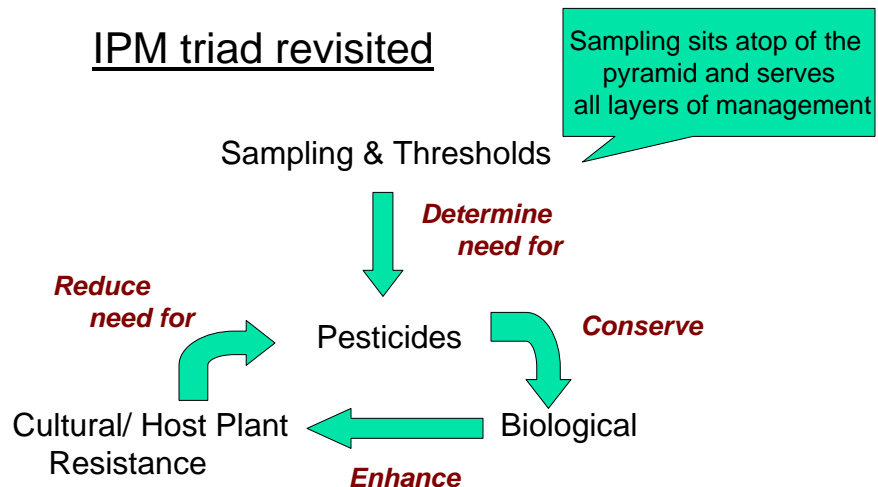 IPM triad revisited
Sampling sits atop of the
pyramid and serves
all layers of management
Sampling & Thresholds
Determine
need for
Reduce
need for
Pesticides
Conserve
Cultural/ Host Plant
Resistance
Biological
Enhance